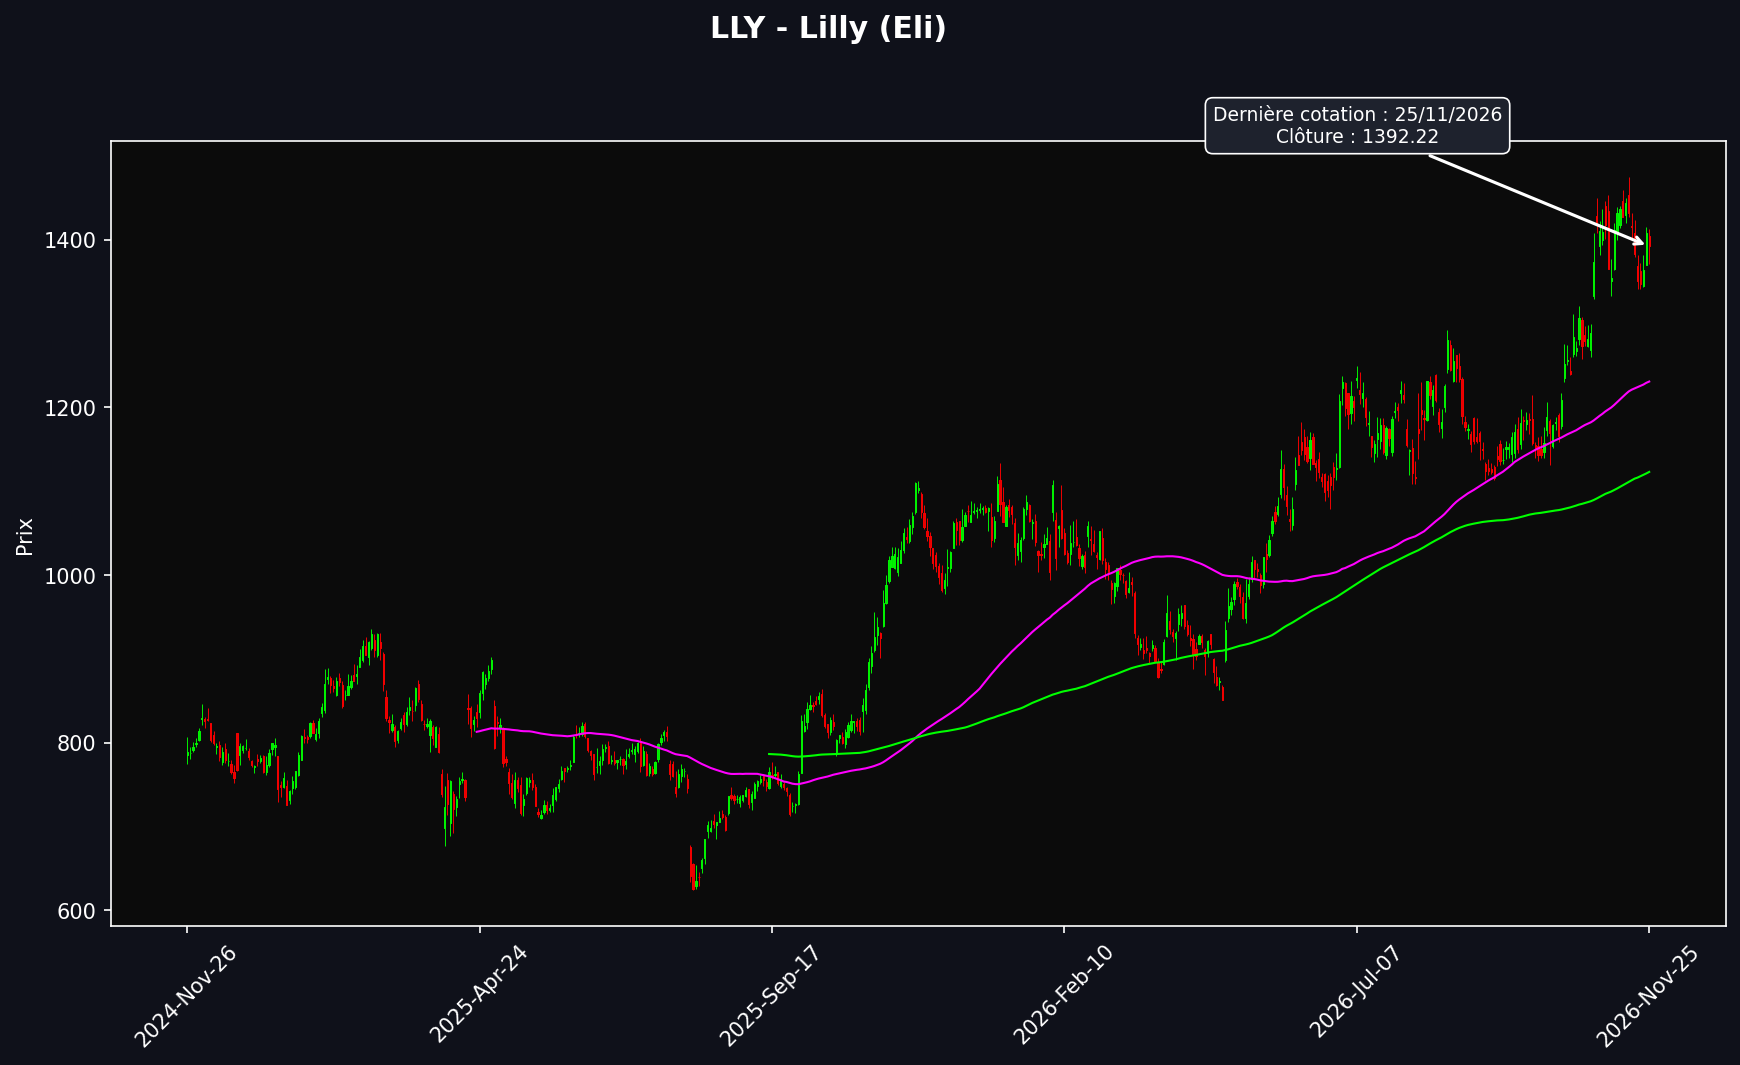 LLY - Lilly (Eli)
Dernière cotation : 25/11/2026
Clôture : 1392.22
Prix
1400
1200
1000
800
600
2024-Nov-26
2025-Apr-24
2025-Sep-17
2026-Feb-10
2026-Jul-07
2026-Nov-25